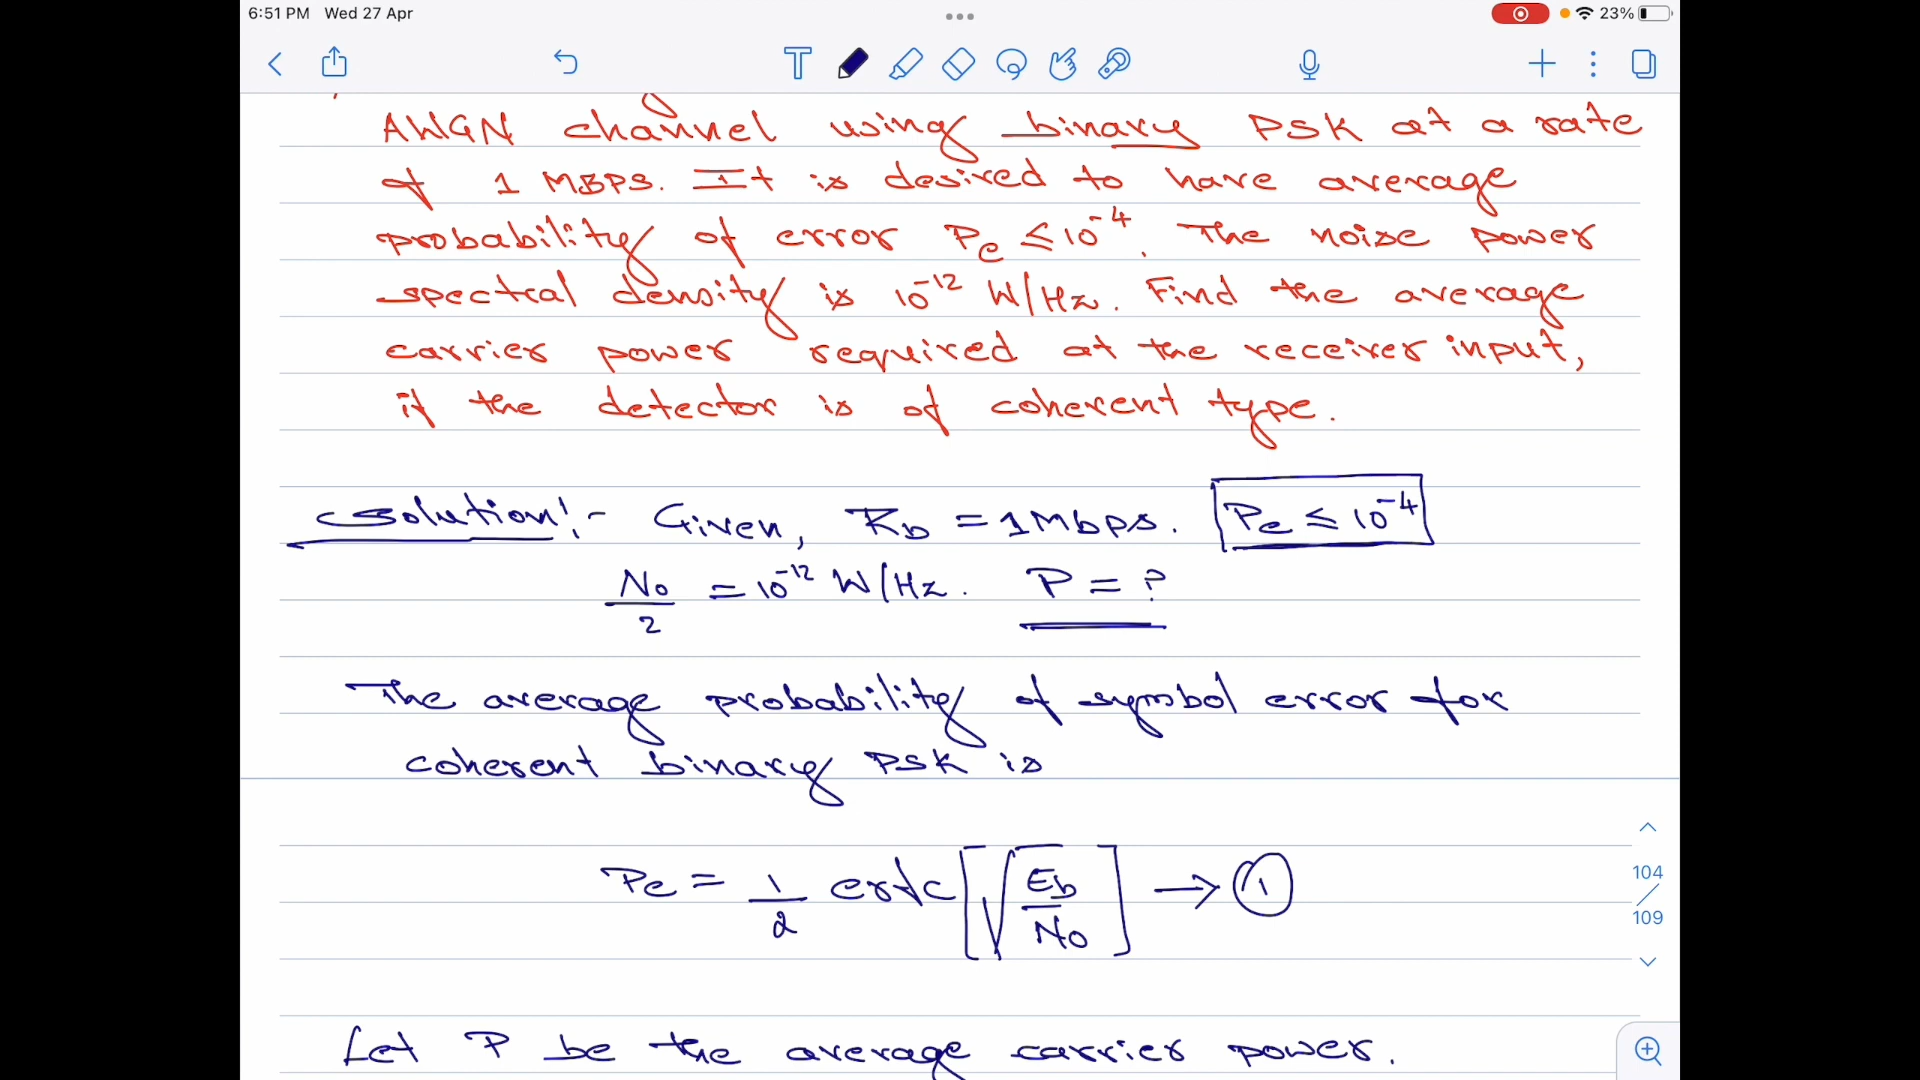 6:51 PM Wed 27 Apr
23%
T
AWGN channel using binary PSK at a rate
of 1 MBPS. It is desired to have average
probability of error Pe ≤ 10⁻⁴. The noise power
spectral density is 10⁻¹² W/Hz. Find the average
carrier power required at the receiver input,
if the detector is of coherent type.
Solution:- Given, Rb = 1Mbps. Pe ≤ 10⁻⁴
No/2 = 10⁻¹² W/Hz. P = ?
The average probability of symbol error for
coherent binary PSK is
Pe = 1/2 erfc[√(Eb/No)] → ①
104
109
Let P be the average carrier power.